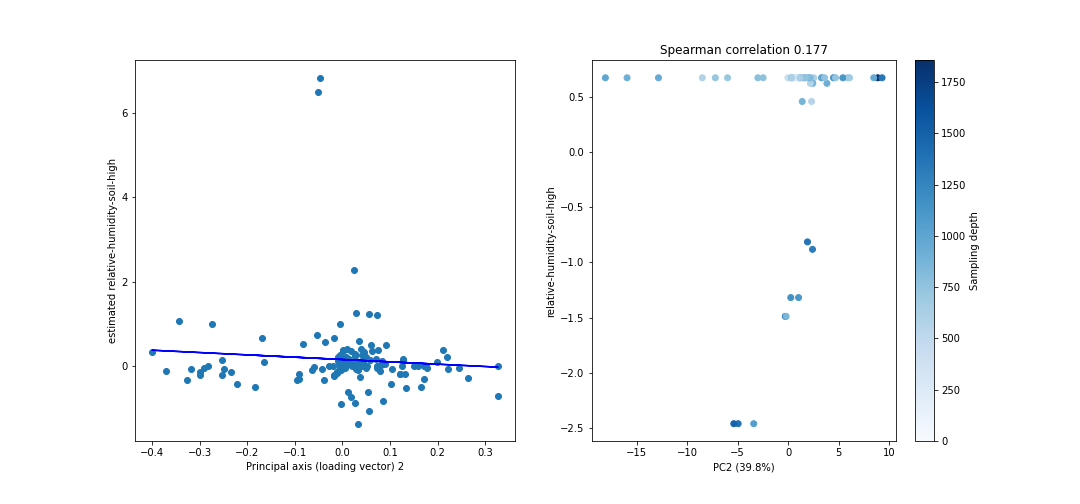 Spearman correlation 0.177
estimated relative-humidity-soil-high
6
4
2
0
−0.4 −0.3 −0.2 −0.1 0.0 0.1 0.2 0.3
Principal axis (loading vector) 2
relative-humidity-soil-high
0.5
0.0
−0.5
−1.0
−1.5
−2.0
−2.5
−15 −10 −5 0 5 10
PC2 (39.8%)
1750
1500
1250
1000
750
500
250
0
Sampling depth